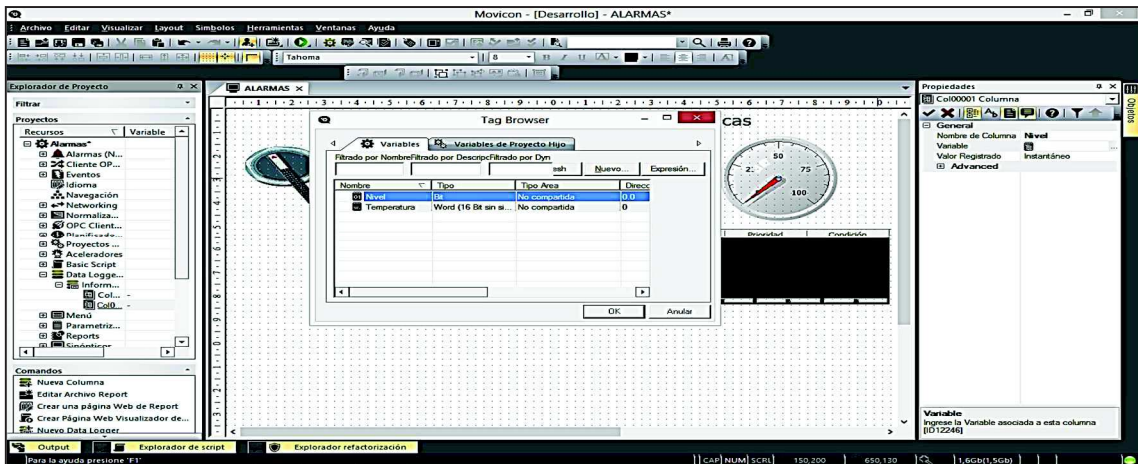 Movicon - [Desarrollo] - ALARMAS*
Archivo Editar Visualizar Layout Símbolos Herramientas Ventanas Ayuda
Tahoma
8
Explorador de Proyecto
Filtrar
Proyectos
Recursos Variable
Alarmas*
Alarmas (N...
Cliente OP...
Eventos
Idioma
Navegación
Networking
Normaliza...
OPC Client...
Planificado...
Proyectos ...
Aceleradores
Basic Script
Data Logge...
Inform...
Col... -
Col0... -
Menú
Parametriz...
Reports
Sinópticos
Comandos
Nueva Columna
Editar Archivo Report
Crear una página Web de Report
Crear Página Web Visualizador de...
Nuevo Data Logger
ALARMAS
Tag Browser
Variables
Variables de Proyecto Hijo
Filtrado por Nombre Filtrado por Descripc Filtrado por Dyn
esh Nuevo... Expresión...
Nombre Tipo Tipo Area Direcc
Nivel Bit No compartida 0.0
Temperatura Word (16 Bit sin si... No compartida 0
OK Anular
cas
50
75
100
Prioridad Condición
Propiedades
Col00001 Columna
General
Nombre de Columna Nivel
Variable
Valor Registrado Instantáneo
Advanced
Variable
Ingrese la Variable asociada a esta columna
[ID12246]
Objetos
Output
Explorador de script
Explorador refactorización
Para la ayuda presione 'F1'
CAP NUM SCRL 150,200 650,130 1,6Gb(1,5Gb)